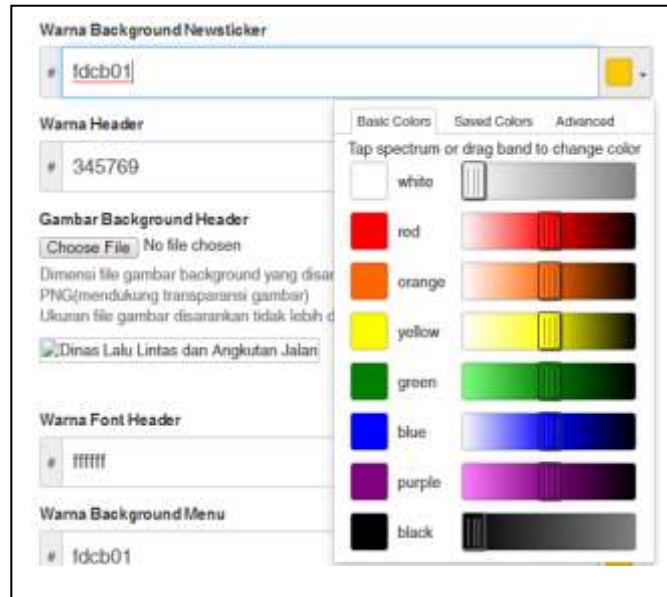 Warna Background Newsticker
# fdcb01
Warna Header
# 345769
Gambar Background Header
Choose File No file chosen
Dimensi file gambar background yang disar
PNG(mendukung transparansi gambar)
Ukuran file gambar disarankan tidak lebih d
Dinas Lalu Lintas dan Angkutan Jalan
Warna Font Header
# ffffff
Warna Background Menu
# fdcb01
Basic Colors Saved Colors Advanced
Tap spectrum or drag band to change color
white
red
orange
yellow
green
blue
purple
black